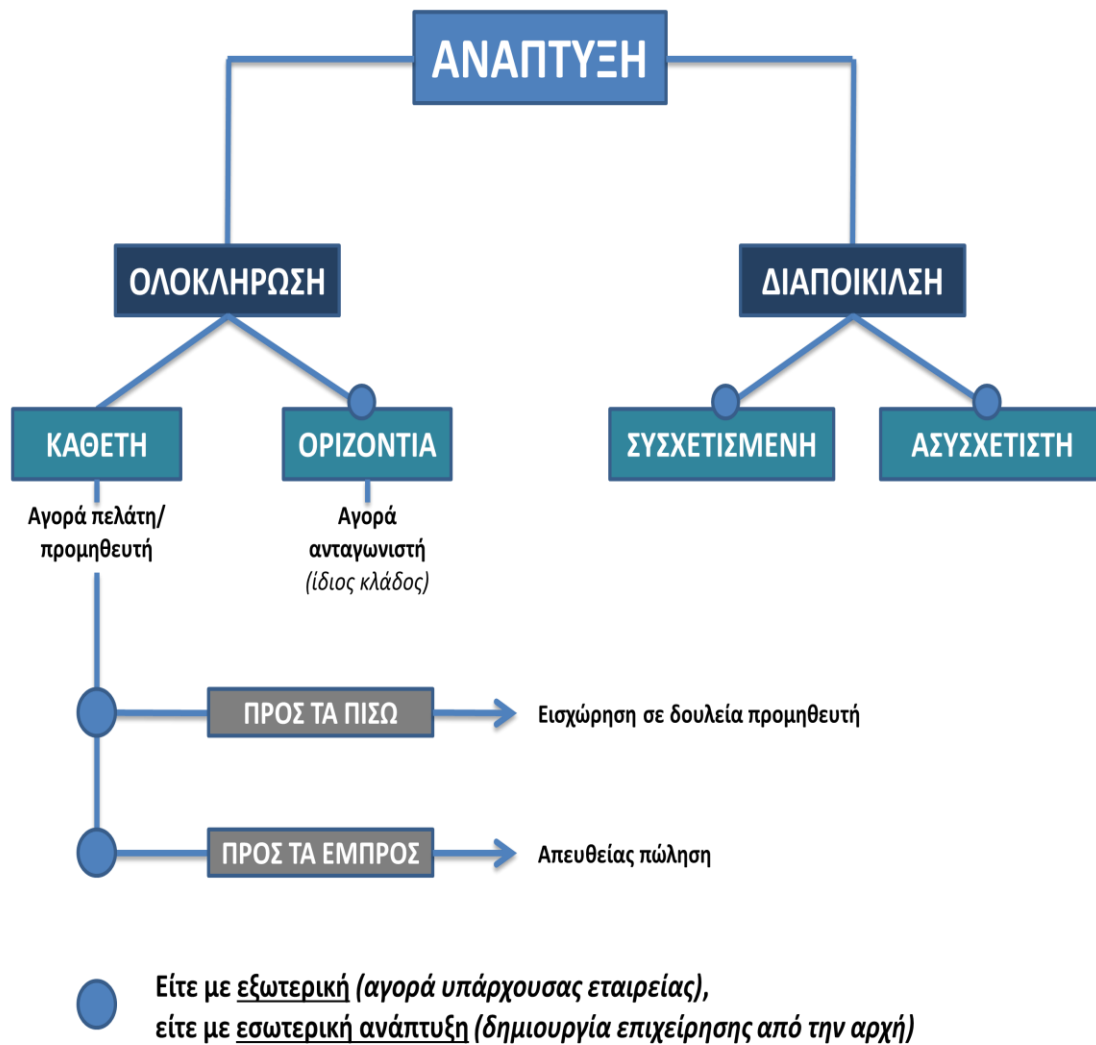 ΑΝΑΠΤΥΞΗ
ΟΛΟΚΛΗΡΩΣΗ
ΔΙΑΠΟΙΚΙΛΣΗ
ΚΑΘΕΤΗ
ΟΡΙΖΟΝΤΙΑ
ΣΥΣΧΕΤΙΣΜΕΝΗ
ΑΣΥΣΧΕΤΙΣΤΗ
Αγορά πελάτη/
προμηθευτή
Αγορά
ανταγωνιστή
(ίδιος κλάδος)
ΠΡΟΣ ΤΑ ΠΙΣΩ
Εισχώρηση σε δουλεία προμηθευτή
ΠΡΟΣ ΤΑ ΕΜΠΡΟΣ
Απευθείας πώληση
Είτε με εξωτερική (αγορά υπάρχουσας εταιρείας),
είτε με εσωτερική ανάπτυξη (δημιουργία επιχείρησης από την αρχή)